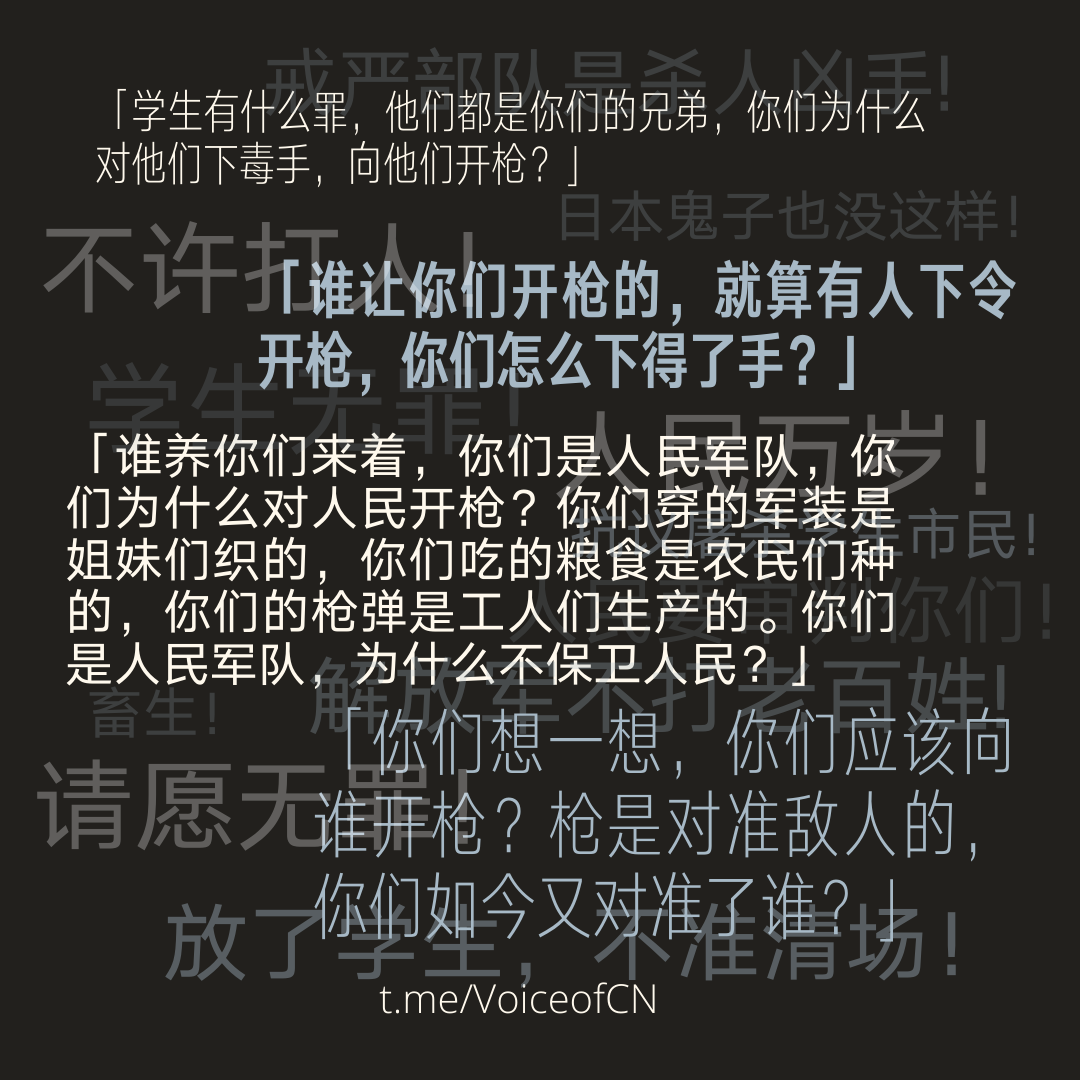 戒严部队是杀人凶手!
「学生有什么罪，他们都是你们的兄弟，你们为什么
对他们下毒手，向他们开枪？」
日本鬼子也没这样!
不许打人!
「谁让你们开枪的，就算有人下令
开枪，你们怎么下得了手？」
学生无罪!
人民万岁!
「谁养你们来着，你们是人民军队，你
们为什么对人民开枪？你们穿的军装是
抗议屠杀学生市民!
姐妹们织的，你们吃的粮食是农民们种
的，你们的枪弹是工人们生产的。你们
人民要审判你们!
是人民军队，为什么不保卫人民？」
解放军不打老百姓!
畜生!
「你们想一想，你们应该向
请愿无罪!
谁开枪？枪是对准敌人的，
你们如今又对准了谁？」
放了学生，不准清场!
t.me/VoiceofCN